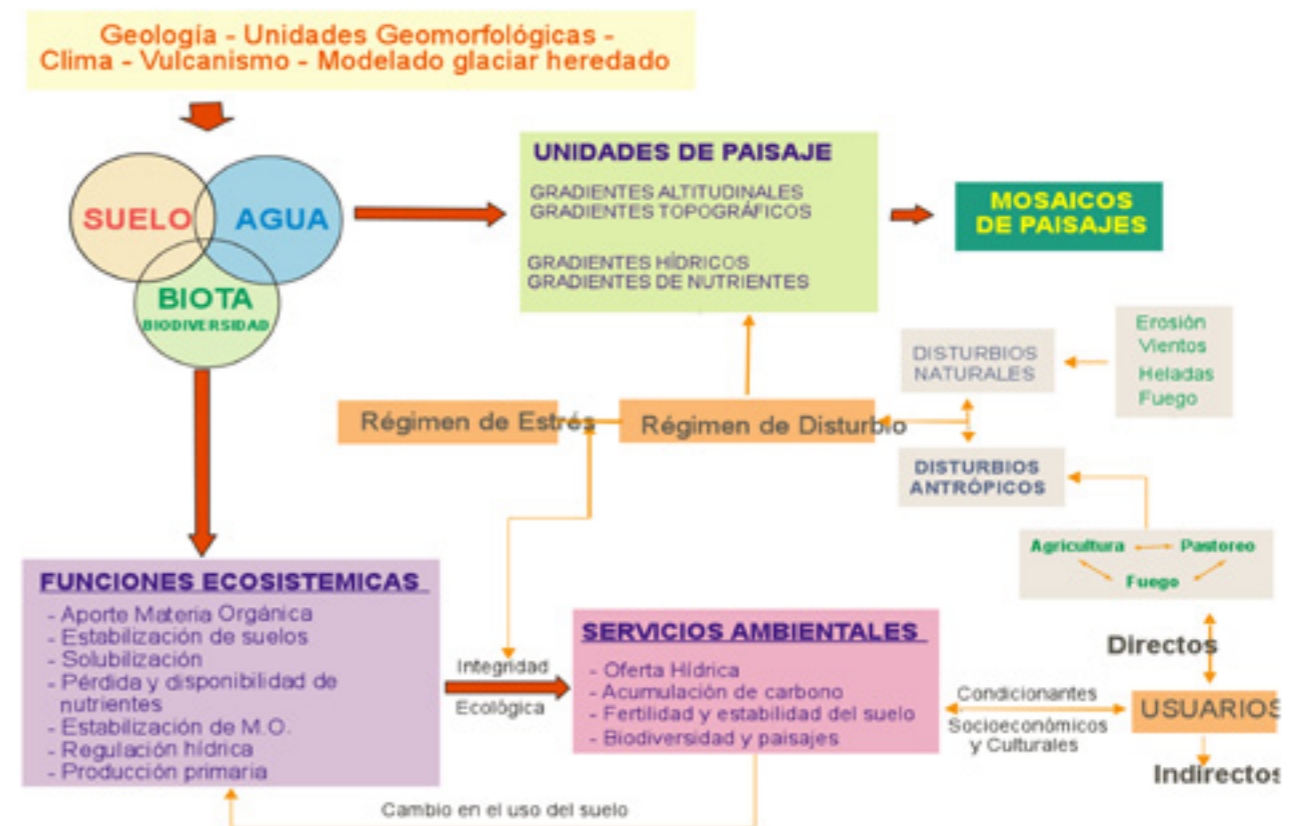 Geología - Unidades Geomorfológicas -
Clima - Vulcanismo - Modelado glaciar heredado
SUELO
AGUA
BIOTA
BIODIVERSIDAD
UNIDADES DE PAISAJE
GRADIENTES ALTITUDINALES
GRADIENTES TOPOGRÁFICOS
GRADIENTES HÍDRICOS
GRADIENTES DE NUTRIENTES
MOSAICOS
DE PAISAJES
Erosión
Vientos
Heladas
Fuego
DISTURBIOS
NATURALES
Régimen de Estrés
Régimen de Disturbio
DISTURBIOS
ANTRÓPICOS
Agricultura
Pastoreo
Fuego
FUNCIONES ECOSISTEMICAS
- Aporte Materia Orgánica
- Estabilización de suelos
- Solubilización
- Pérdida y disponibilidad de
nutrientes
- Estabilización de M.O.
- Regulación hídrica
- Producción primaria
Integridad
Ecológica
SERVICIOS AMBIENTALES
- Oferta Hídrica
- Acumulación de carbono
- Fertilidad y estabilidad del suelo
- Biodiversidad y paisajes
Directos
Condicionantes
Socioeconómicos
y Culturales
USUARIOS
Indirectos
Cambio en el uso del suelo